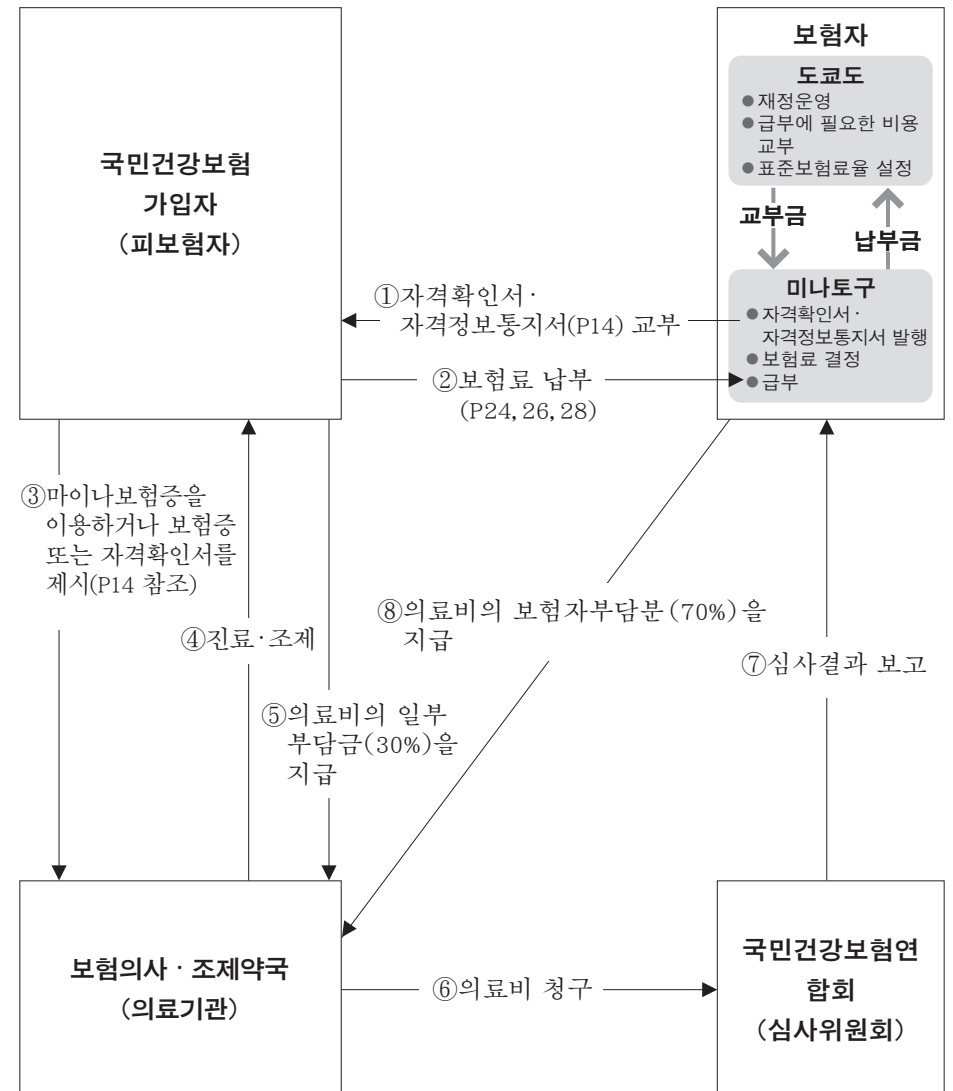 국민건강보험
가입자
(피보험자)
보험자
도쿄도
●재정운영
●급부에 필요한 비용
교부
●표준보험료율 설정
교부금
납부금
미나토구
●자격확인서·
자격정보통지서 발행
●보험료 결정
●급부
①자격확인서·
자격정보통지서(P14) 교부
②보험료 납부
(P24, 26, 28)
③마이나보험증을
이용하거나 보험증
또는 자격확인서를
제시(P14 참조)
④진료·조제
⑤의료비의 일부
부담금(30%)을
지급
⑧의료비의 보험자부담분(70%)을
지급
⑦심사결과 보고
보험의사·조제약국
(의료기관)
⑥의료비 청구
국민건강보험연
합회
(심사위원회)